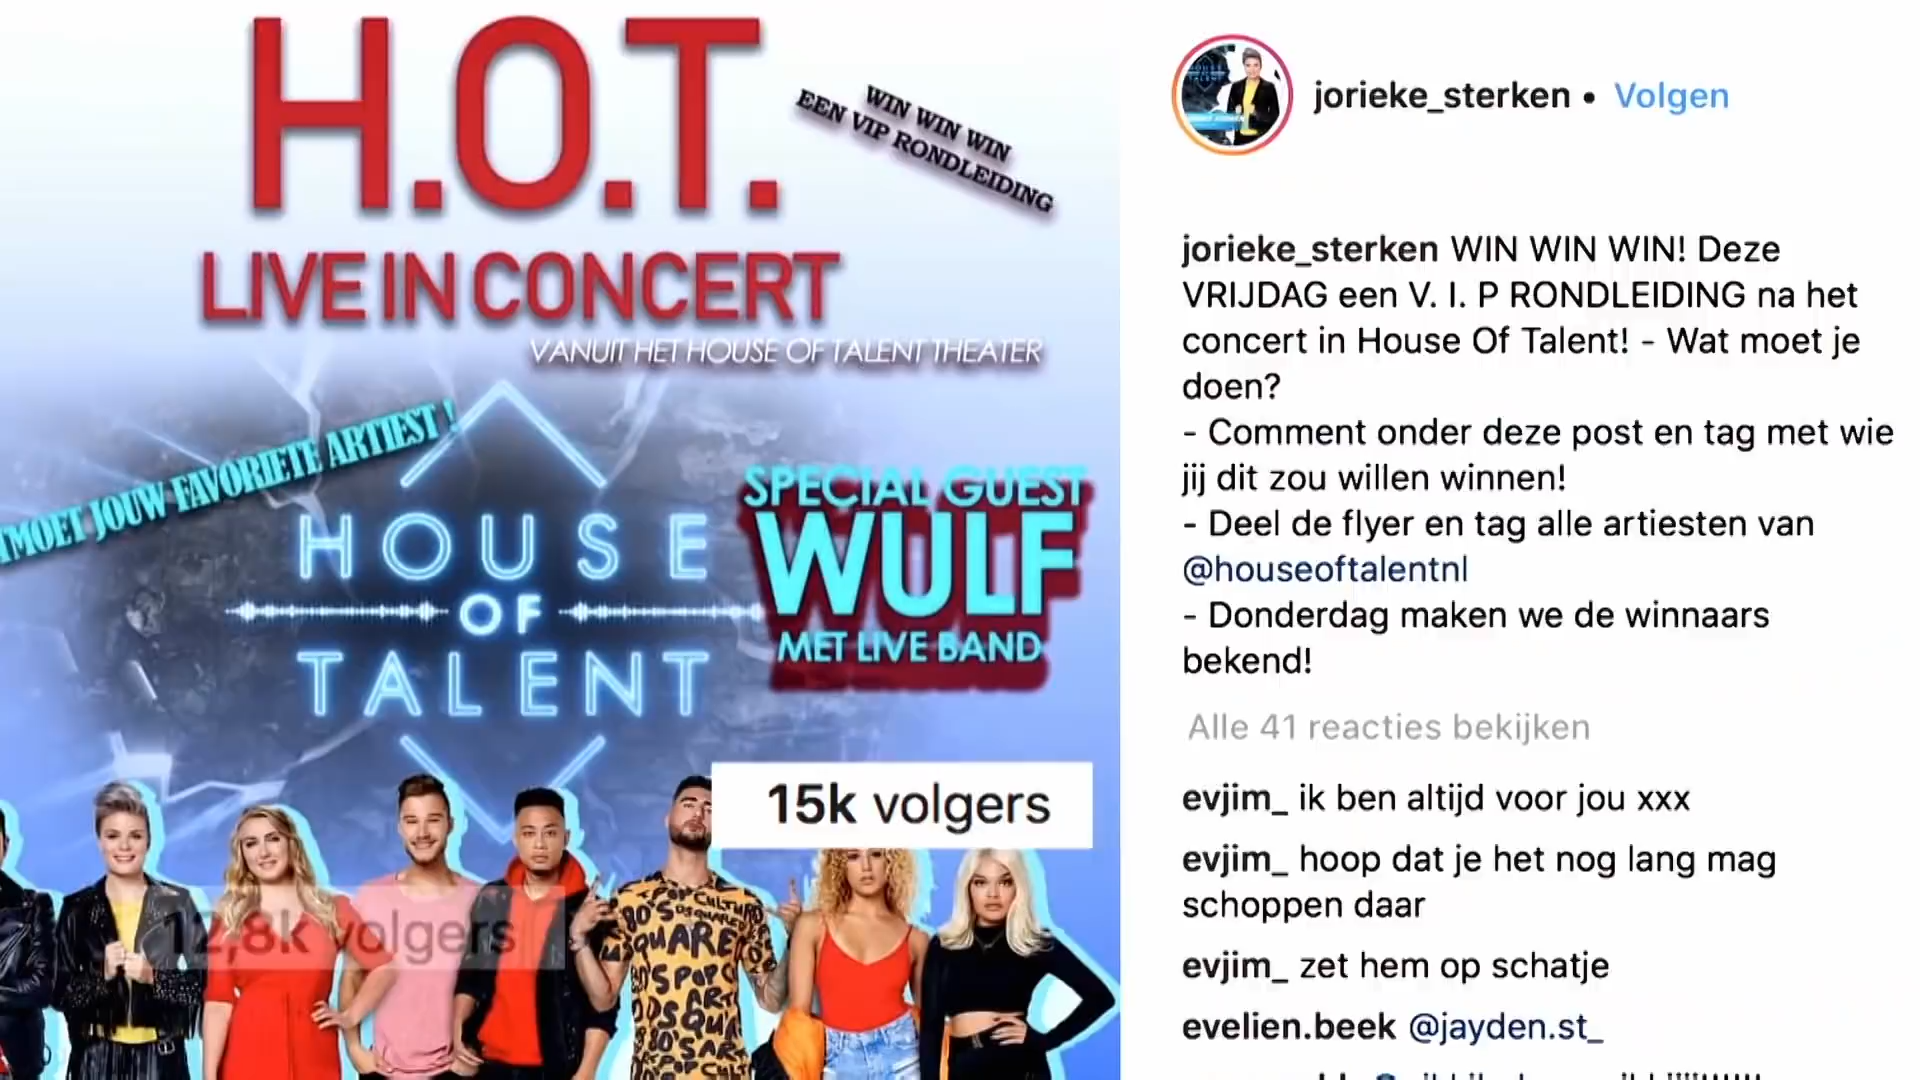 H.O.T.
LIVE IN CONCERT
VANUIT HET HOUSE OF TALENT THEATER
WIN WIN WIN
EEN VIP RONDLEIDING
TMOET JOUW FAVORIETE ARTIEST !
HOUSE
OF
TALENT
SPECIAL GUEST
WULF
MET LIVE BAND
15k volgers
12,8k volgers
jorieke_sterken • Volgen
jorieke_sterken WIN WIN WIN! Deze
VRIJDAG een V. I. P RONDLEIDING na het
concert in House Of Talent! - Wat moet je
doen?
- Comment onder deze post en tag met wie
jij dit zou willen winnen!
- Deel de flyer en tag alle artiesten van
@houseoftalentnl
- Donderdag maken we de winnaars
bekend!
Alle 41 reacties bekijken
evjim_ ik ben altijd voor jou xxx
evjim_ hoop dat je het nog lang mag
schoppen daar
evjim_ zet hem op schatje
evelien.beek @jayden.st_